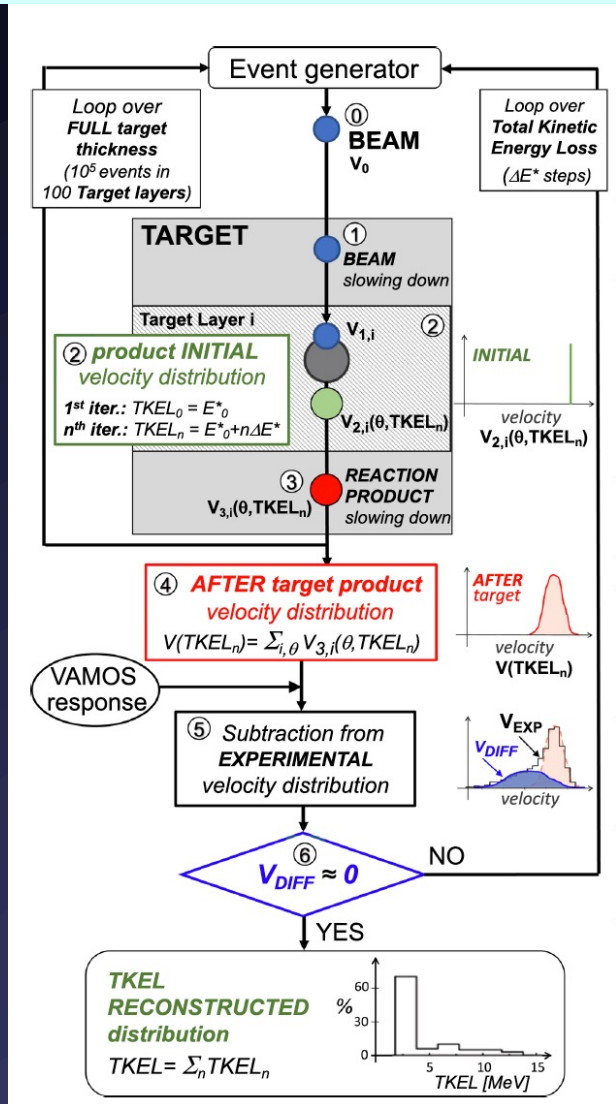 Event generator
Loop over
FULL target
thickness
(10⁵ events in
100 Target layers)
Loop over
Total Kinetic
Energy Loss
(ΔE* steps)
⓪
BEAM
V₀
TARGET
①
BEAM
slowing down
Target Layer i
V₁,ᵢ
②
② product INITIAL
velocity distribution
1ˢᵗ iter.: TKEL₀ = E*₀
nᵗʰ iter.: TKELₙ = E*₀+nΔE*
V₂,ᵢ(θ,TKELₙ)
INITIAL
velocity
V₂,ᵢ(θ,TKELₙ)
③
REACTION
PRODUCT
slowing down
V₃,ᵢ(θ,TKELₙ)
④ AFTER target product
velocity distribution
V(TKELₙ)= Σᵢ,θ V₃,ᵢ(θ,TKELₙ)
AFTER
target
velocity
V(TKELₙ)
VAMOS
response
⑤ Subtraction from
EXPERIMENTAL
velocity distribution
V_EXP
V_DIFF
velocity
⑥
V_DIFF ≈ 0
NO
YES
TKEL
RECONSTRUCTED
distribution
TKEL= ΣₙTKELₙ
%
60
30
0
5
10
15
TKEL [MeV]